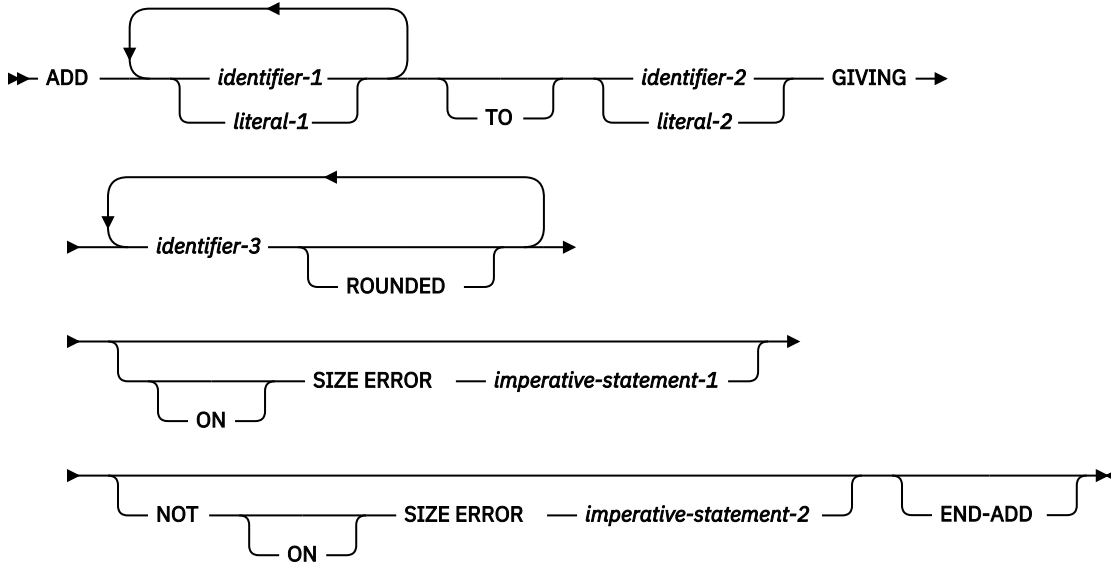 ADD identifier-1 identifier-2 GIVING
literal-1 TO literal-2
identifier-3
ROUNDED
SIZE ERROR imperative-statement-1
ON
NOT SIZE ERROR imperative-statement-2 END-ADD
ON